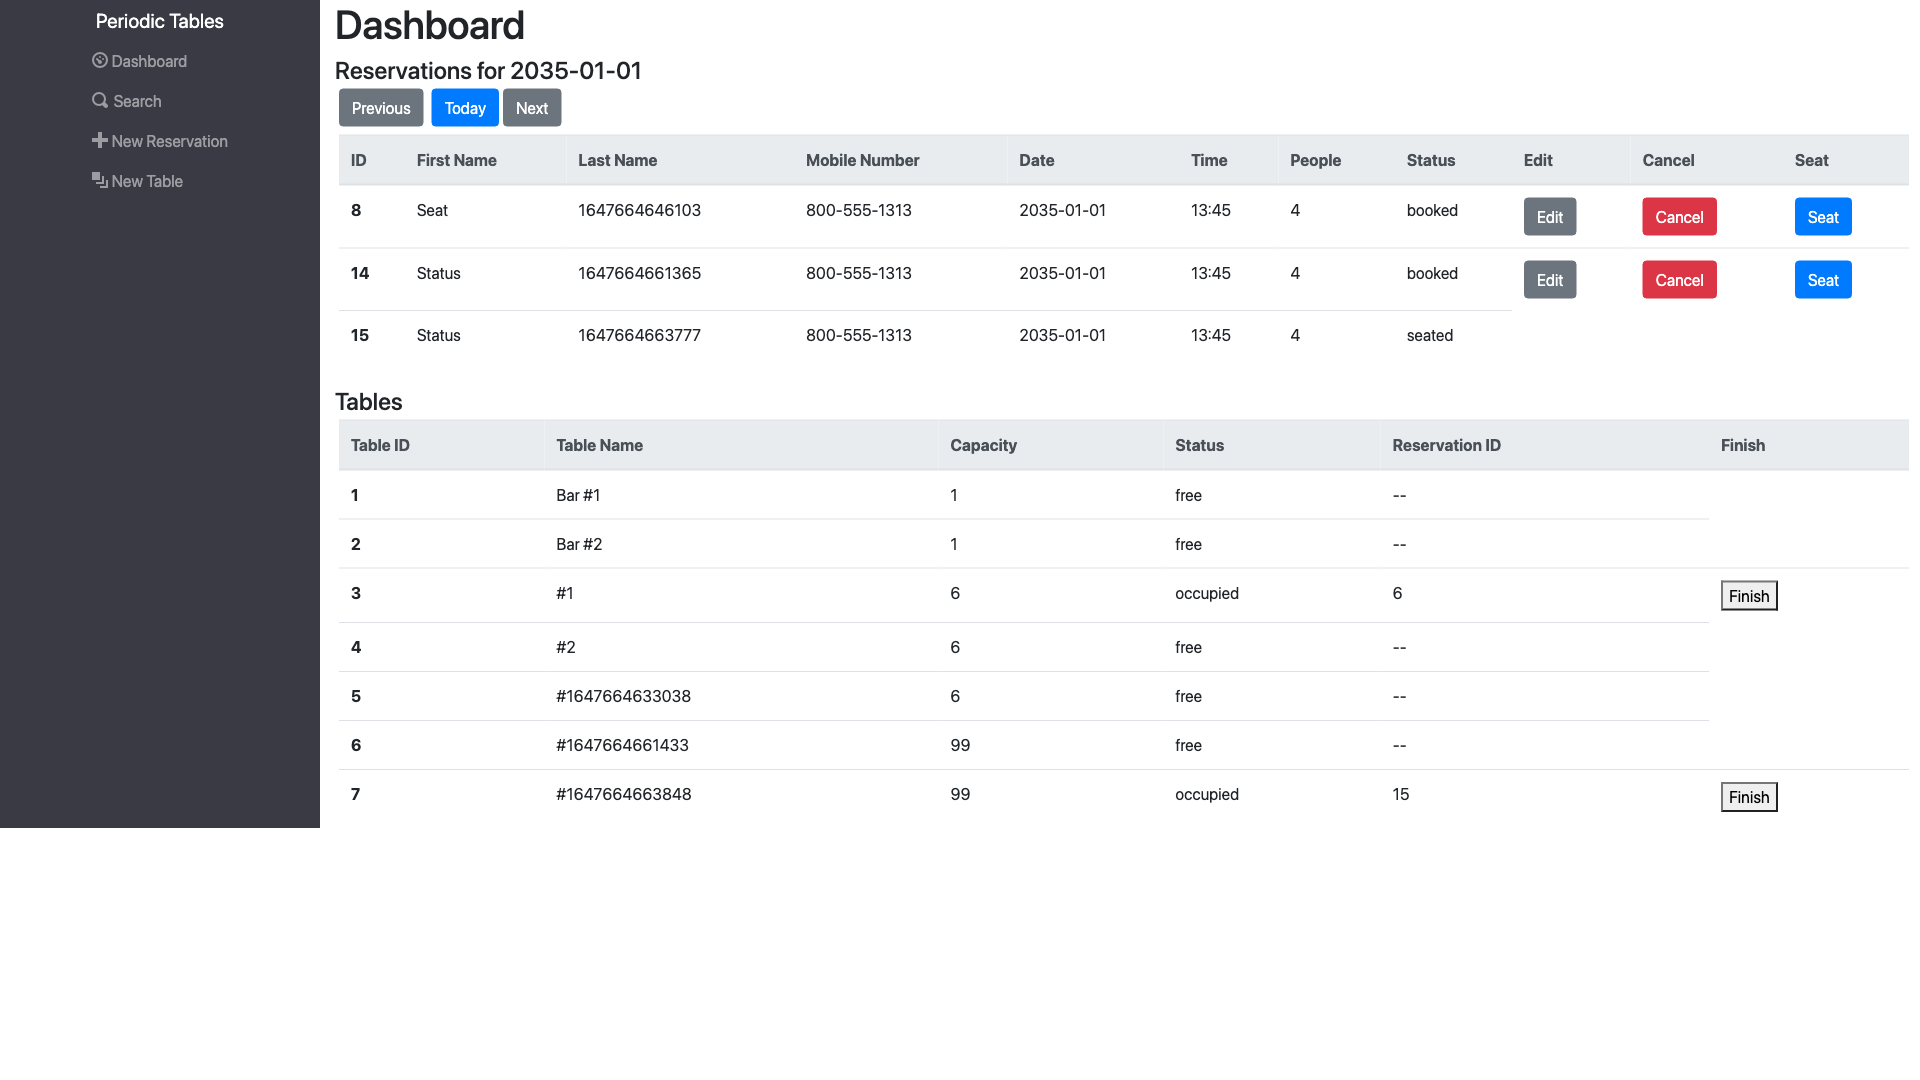 Periodic Tables
Dashboard
Search
New Reservation
New Table
Dashboard
Reservations for 2035-01-01
Previous Today Next
ID First Name Last Name Mobile Number Date Time People Status Edit Cancel Seat
8 Seat 1647664646103 800-555-1313 2035-01-01 13:45 4 booked Edit Cancel Seat
14 Status 1647664661365 800-555-1313 2035-01-01 13:45 4 booked Edit Cancel Seat
15 Status 1647664663777 800-555-1313 2035-01-01 13:45 4 seated
Tables
Table ID Table Name Capacity Status Reservation ID Finish
1 Bar #1 1 free --
2 Bar #2 1 free --
3 #1 6 occupied 6 Finish
4 #2 6 free --
5 #1647664633038 6 free --
6 #1647664661433 99 free --
7 #1647664663848 99 occupied 15 Finish